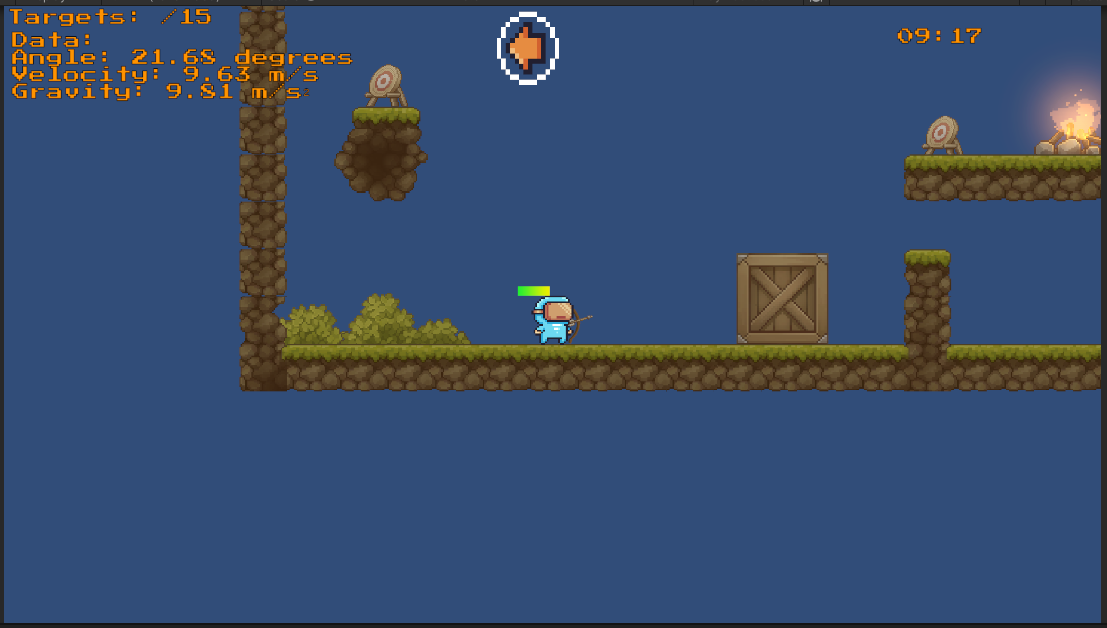 Targets: /15
Data:
Angle: 21.68 degrees
Velocity: 9.63 m/s
Gravity: 9.81 m/s
09:17